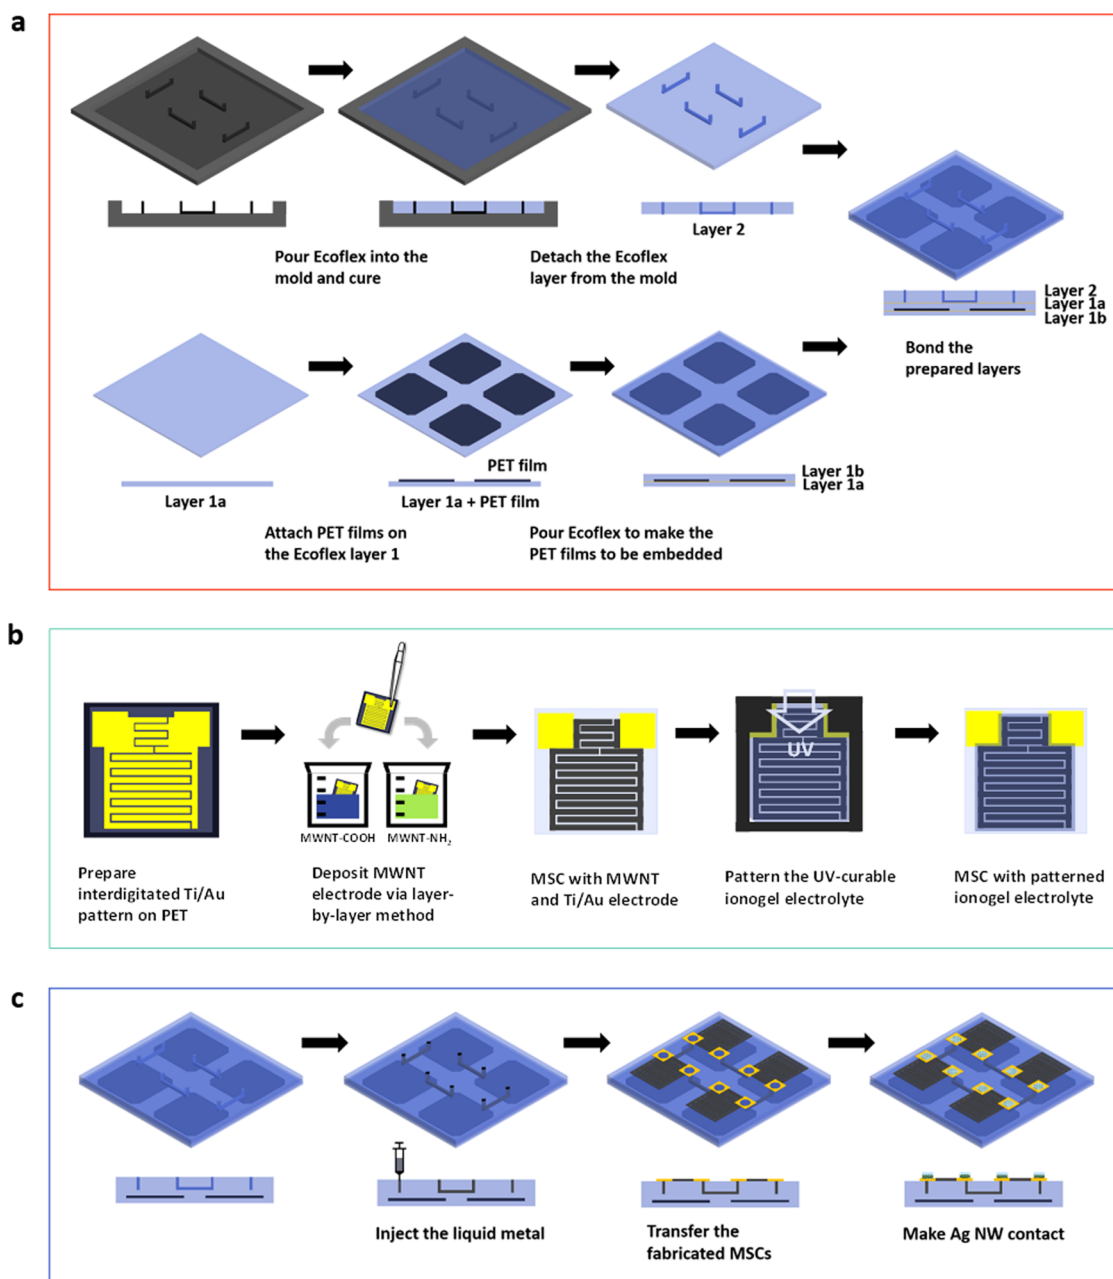 a
Pour Ecoflex into the
mold and cure
Detach the Ecoflex
layer from the mold
Layer 2
Layer 2
Layer 1a
Layer 1b
Bond the
prepared layers
Layer 1a
PET film
Layer 1a + PET film
Layer 1b
Layer 1a
Attach PET films on
the Ecoflex layer 1
Pour Ecoflex to make the
PET films to be embedded
b
MWNT-COOH
MWNT-NH₂
UV
Prepare
interdigitated Ti/Au
pattern on PET
Deposit MWNT
electrode via layer-
by-layer method
MSC with MWNT
and Ti/Au electrode
Pattern the UV-curable
ionogel electrolyte
MSC with patterned
ionogel electrolyte
c
Inject the liquid metal
Transfer the
fabricated MSCs
Make Ag NW contact